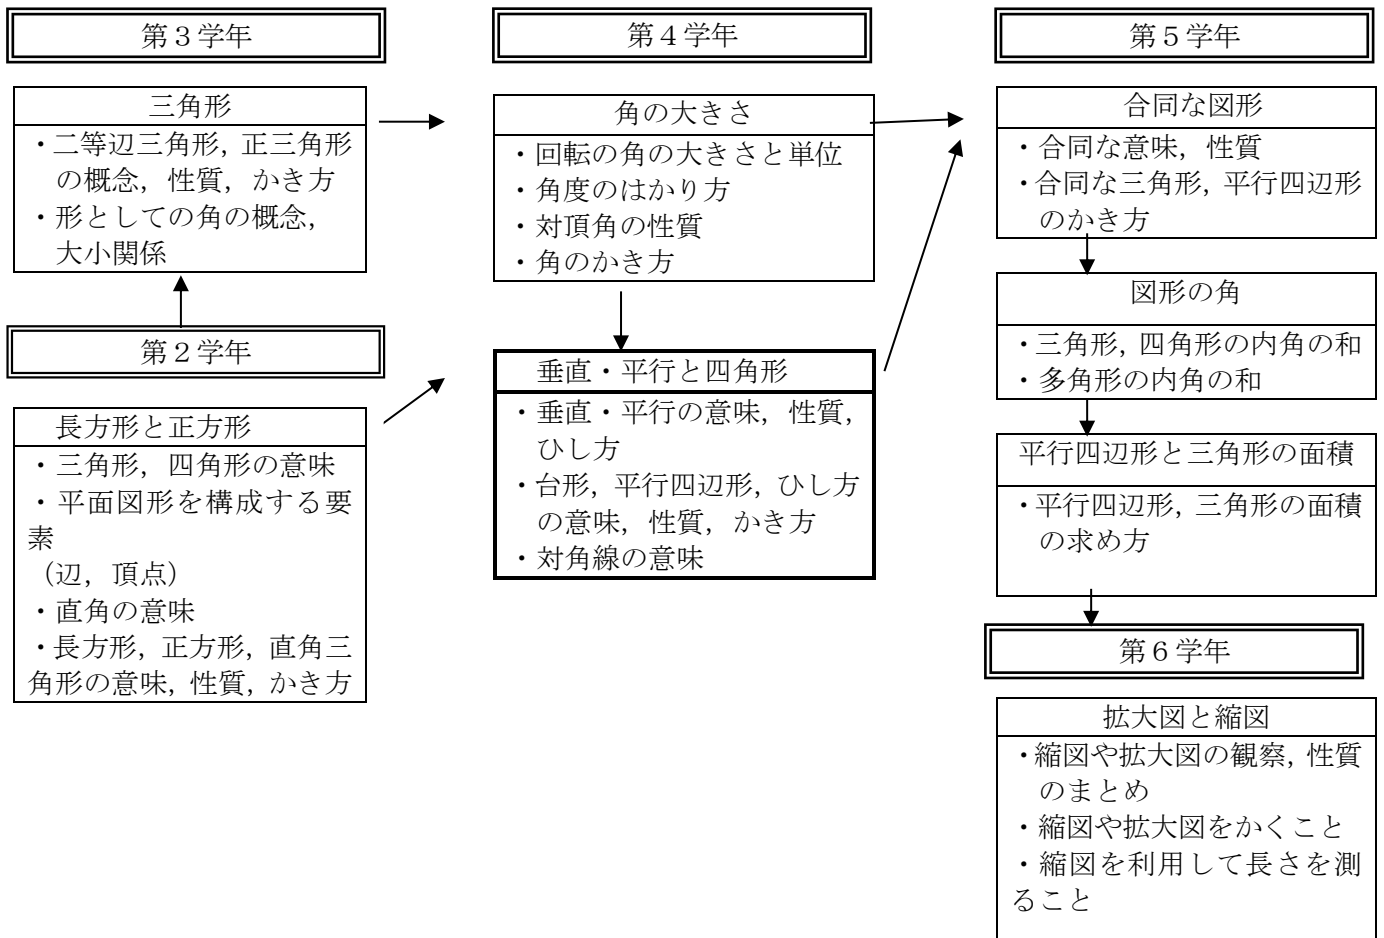 第３学年
三角形
・二等辺三角形，正三角形
の概念，性質，かき方
・形としての角の概念，
大小関係
第２学年
長方形と正方形
・三角形，四角形の意味
・平面図形を構成する要
素
（辺，頂点）
・直角の意味
・長方形，正方形，直角三
角形の意味，性質，かき方
第４学年
角の大きさ
・回転の角の大きさと単位
・角度のはかり方
・対頂角の性質
・角のかき方
垂直・平行と四角形
・垂直・平行の意味，性質，
ひし方
・台形，平行四辺形，ひし方
の意味，性質，かき方
・対角線の意味
第５学年
合同な図形
・合同な意味，性質
・合同な三角形，平行四辺形
のかき方
図形の角
・三角形，四角形の内角の和
・多角形の内角の和
平行四辺形と三角形の面積
・平行四辺形，三角形の面積
の求め方
第６学年
拡大図と縮図
・縮図や拡大図の観察，性質
のまとめ
・縮図や拡大図をかくこと
・縮図を利用して長さを測
ること